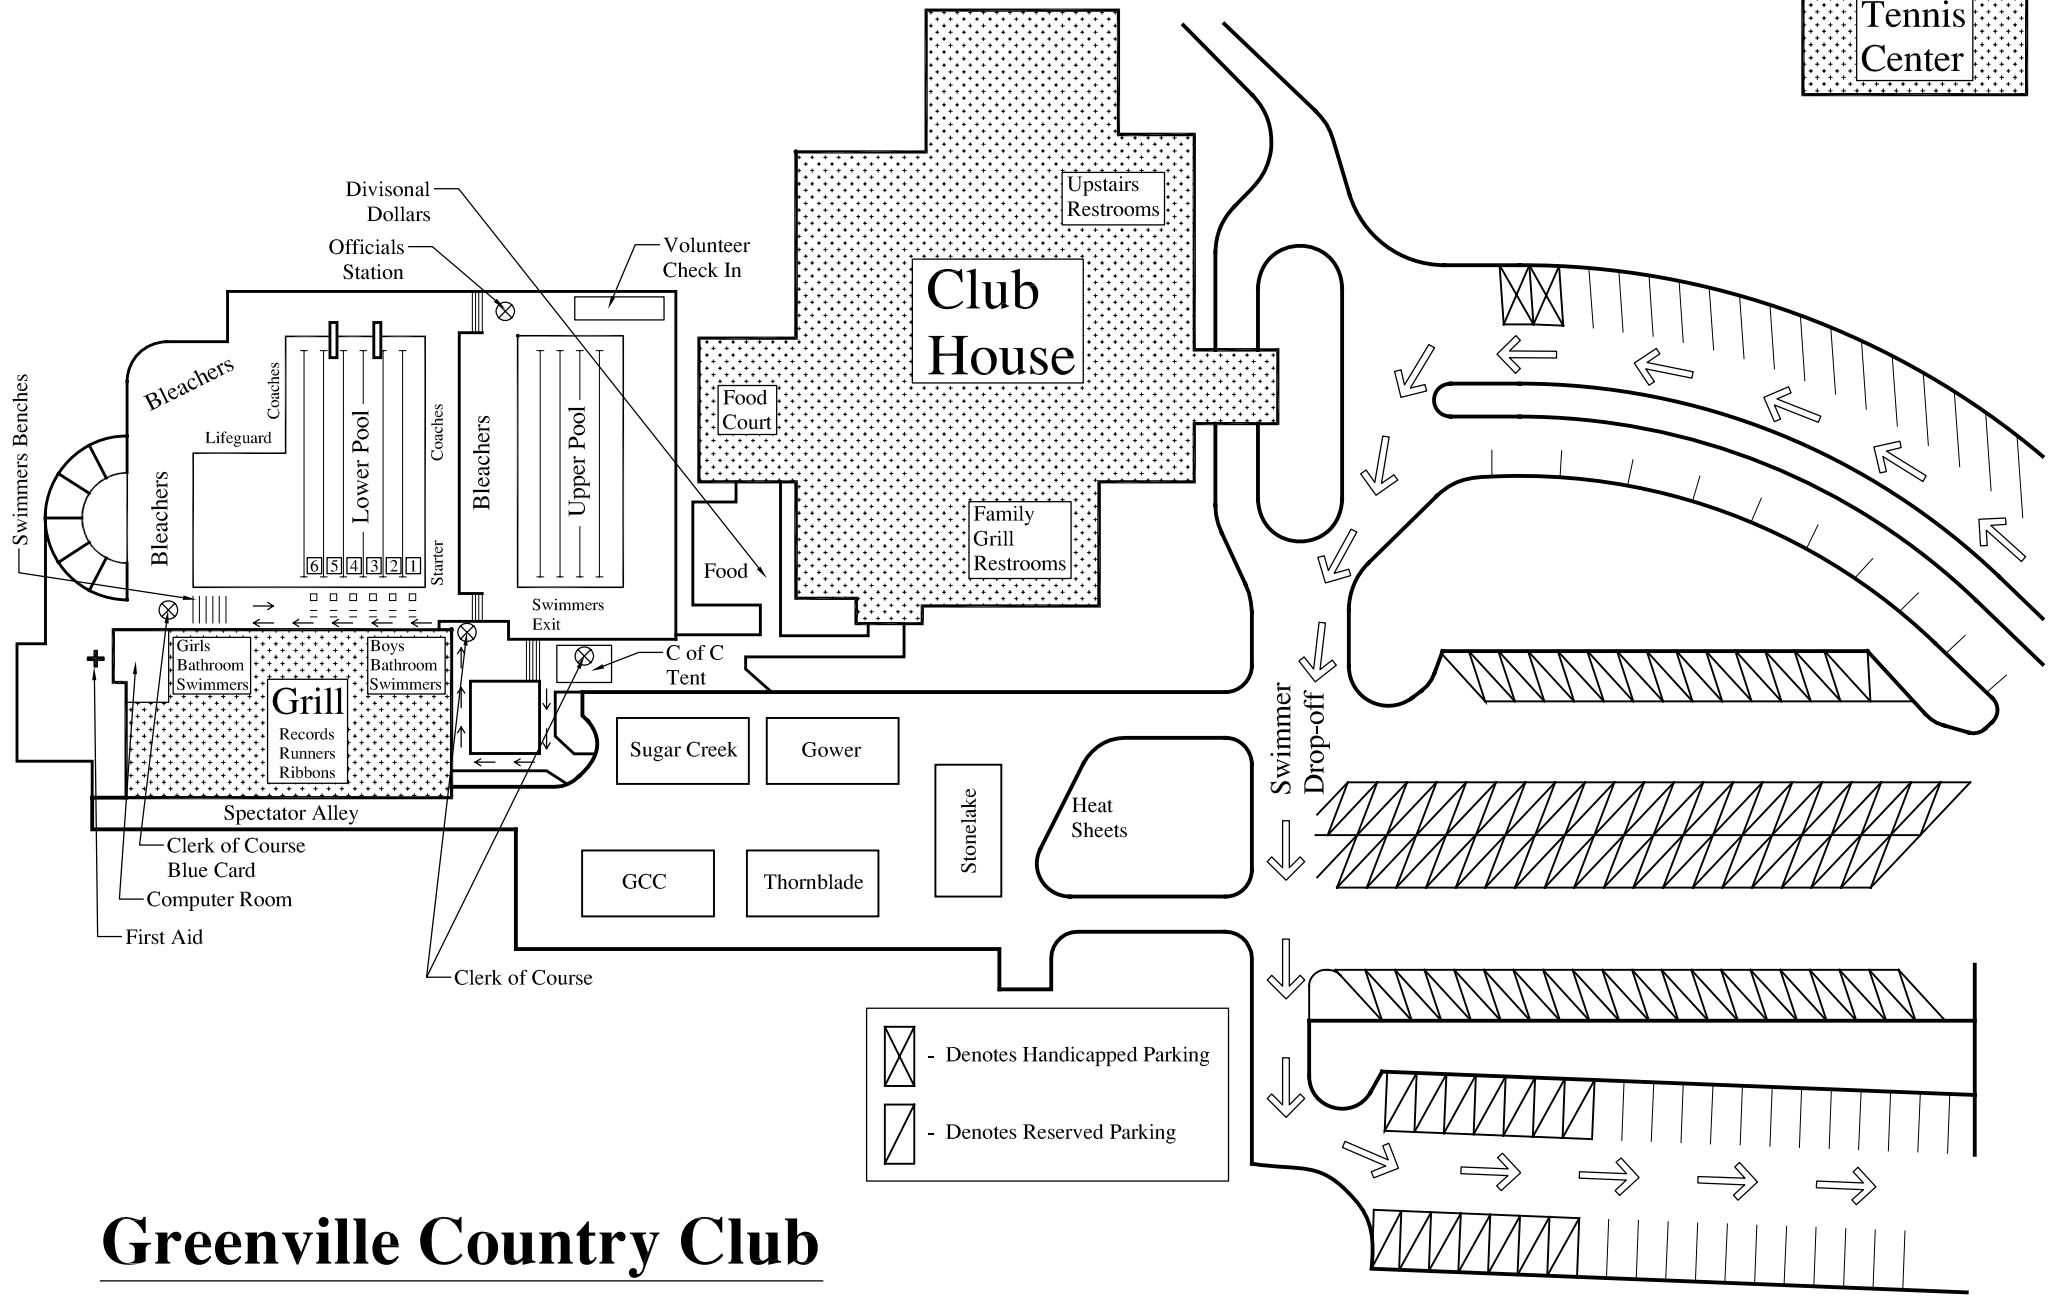 Tennis
Center
Divisonal
Dollars
Officials
Station
Volunteer
Check In
Upstairs
Restrooms
Club
House
Food
Court
Family
Grill
Restrooms
Food
Swimmers Benches
Bleachers
Bleachers
Coaches
Lifeguard
Lower Pool
Coaches
Starter
Bleachers
Upper Pool
6 5 4 3 2 1
Swimmers
Exit
Girls
Bathroom
Swimmers
Boys
Bathroom
Swimmers
Grill
Records
Runners
Ribbons
C of C
Tent
Spectator Alley
Clerk of Course
Blue Card
Computer Room
First Aid
Clerk of Course
Sugar Creek
Gower
Stonelake
GCC
Thornblade
Heat
Sheets
Swimmer
Drop-off
- Denotes Handicapped Parking
- Denotes Reserved Parking
Greenville Country Club